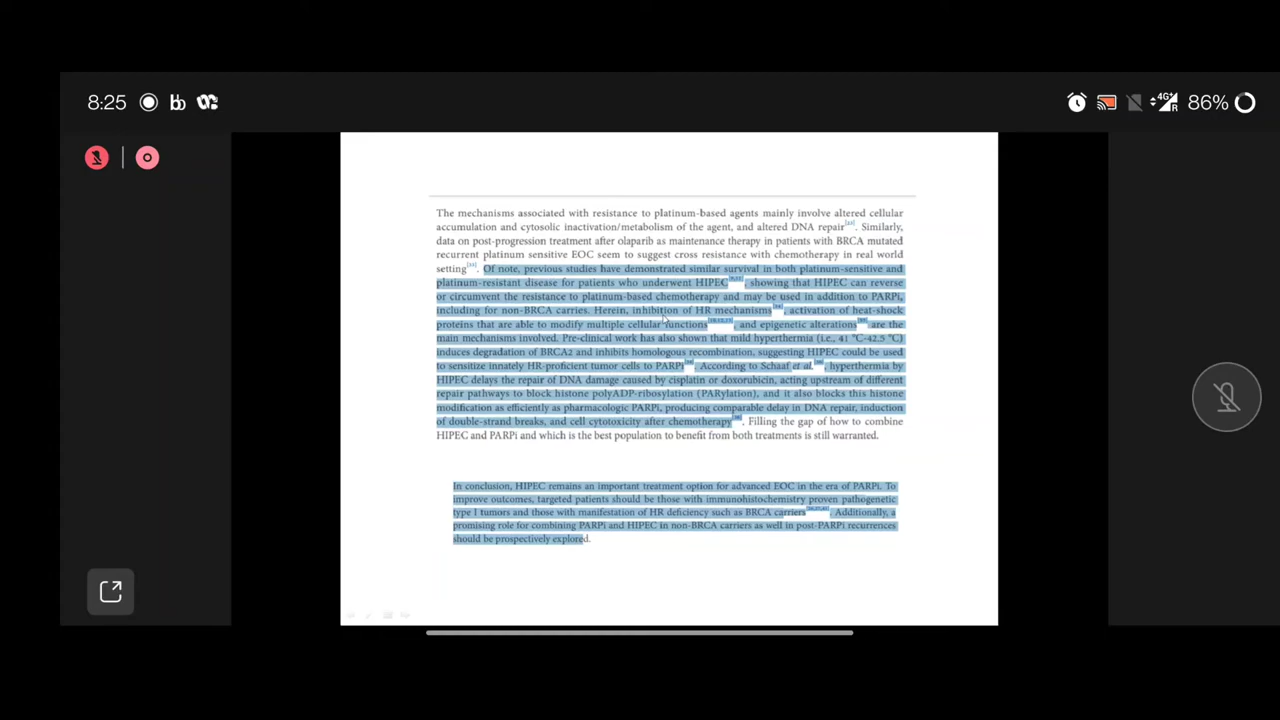 8:25
4G+
86%
The mechanisms associated with resistance to platinum-based agents mainly involve altered cellular
accumulation and cytosolic inactivation/metabolism of the agent, and altered DNA repair. Similarly,
data on post-progression treatment after olaparib as maintenance therapy in patients with BRCA mutated
recurrent platinum sensitive EOC seem to suggest cross resistance with chemotherapy in real world
setting. Of note, previous studies have demonstrated similar survival in both platinum-sensitive and
platinum-resistant disease for patients who underwent HIPEC, showing that HIPEC can reverse
or circumvent the resistance to platinum-based chemotherapy and may be used in addition to PARPi,
including for non-BRCA carries. Herein, inhibition of HR mechanisms, activation of heat-shock
proteins that are able to modify multiple cellular functions, and epigenetic alterations are the
main mechanisms involved. Pre-clinical work has also shown that mild hyperthermia (i.e., 41 °C-42.5 °C)
induces degradation of BRCA2 and inhibits homologous recombination, suggesting HIPEC could be used
to sensitize innately HR-proficient tumor cells to PARPi. According to Schaaf et al., hyperthermia by
HIPEC delays the repair of DNA damage caused by cisplatin or doxorubicin, acting upstream of different
repair pathways to block histone polyADP-ribosylation (PARylation), and it also blocks this histone
modification as efficiently as pharmacologic PARPi, producing comparable delay in DNA repair, induction
of double-strand breaks, and cell cytotoxicity after chemotherapy. Filling the gap of how to combine
HIPEC and PARPi and which is the best population to benefit from both treatments is still warranted.
In conclusion, HIPEC remains an important treatment option for advanced EOC in the era of PARPi. To
improve outcomes, targeted patients should be those with immunohistochemistry proven pathogenetic
type I tumors and those with manifestation of HR deficiency such as BRCA carriers. Additionally, a
promising role for combining PARPi and HIPEC in non-BRCA carriers as well in post-PARPi recurrences
should be prospectively explored.